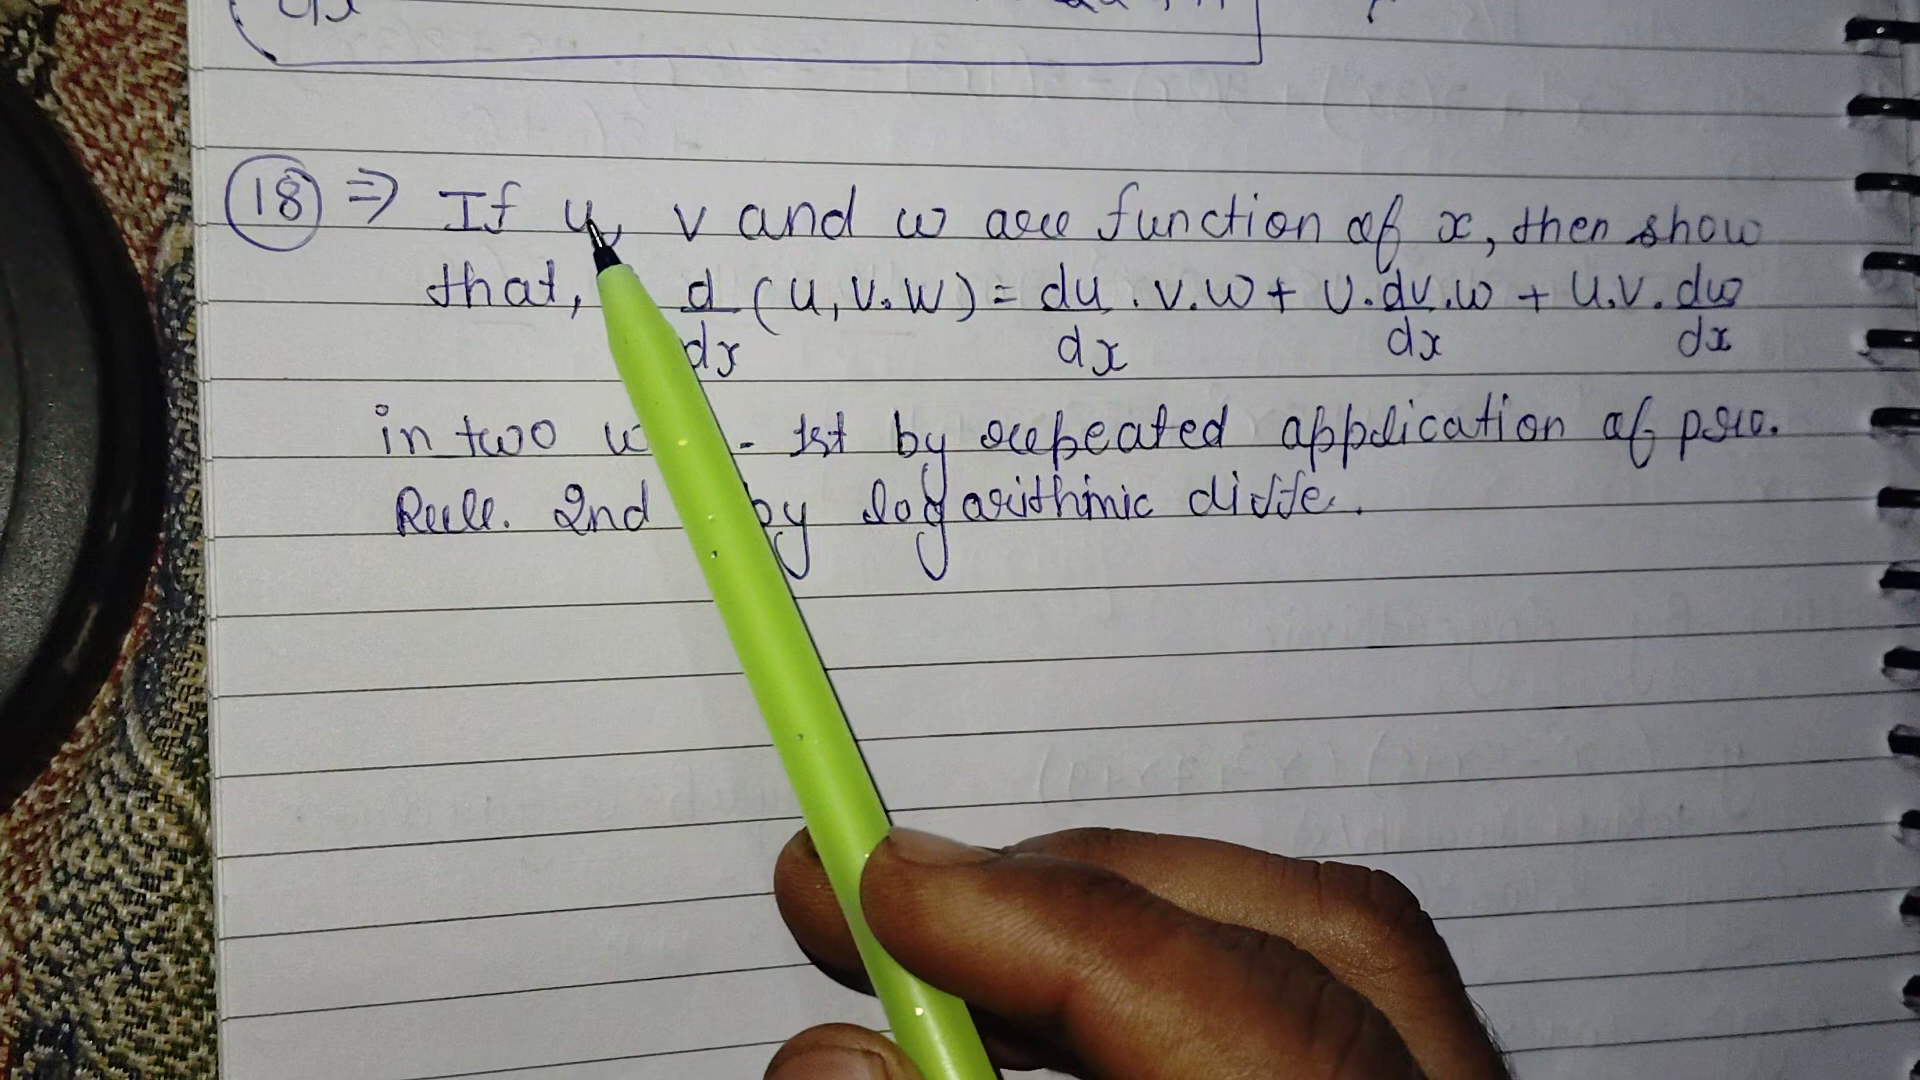 18 ⇒ If u, v and w are function of x, then show
that, d/dx (u, v.w) = du/dx . v.w + u. dv/dx .w + u.v. dw/dx
in two - 1st by repeated application of pro.
Rule. 2nd by logarithmic diffe.